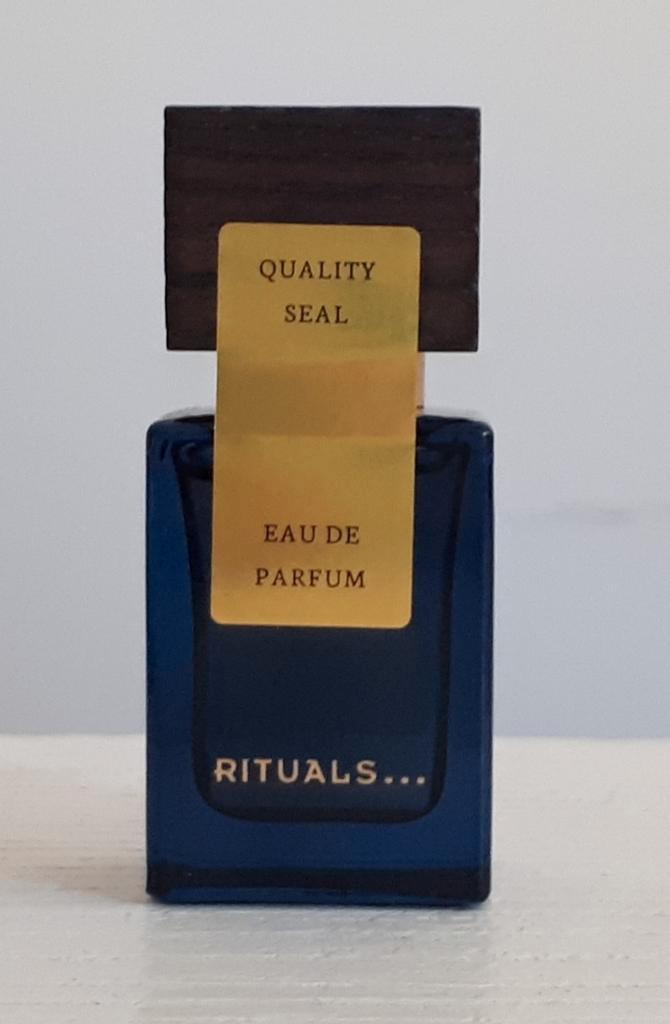 QUALITY
SEAL
EAU DE
PARFUM
RITUALS...